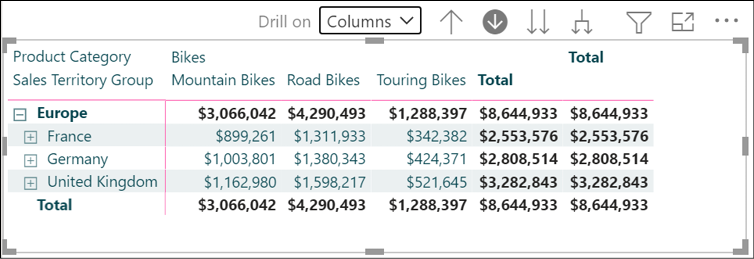 Drill on Columns
Product Category Bikes Total
Sales Territory Group Mountain Bikes Road Bikes Touring Bikes Total
Europe $3,066,042 $4,290,493 $1,288,397 $8,644,933 $8,644,933
France $899,261 $1,311,933 $342,382 $2,553,576 $2,553,576
Germany $1,003,801 $1,380,343 $424,371 $2,808,514 $2,808,514
United Kingdom $1,162,980 $1,598,217 $521,645 $3,282,843 $3,282,843
Total $3,066,042 $4,290,493 $1,288,397 $8,644,933 $8,644,933